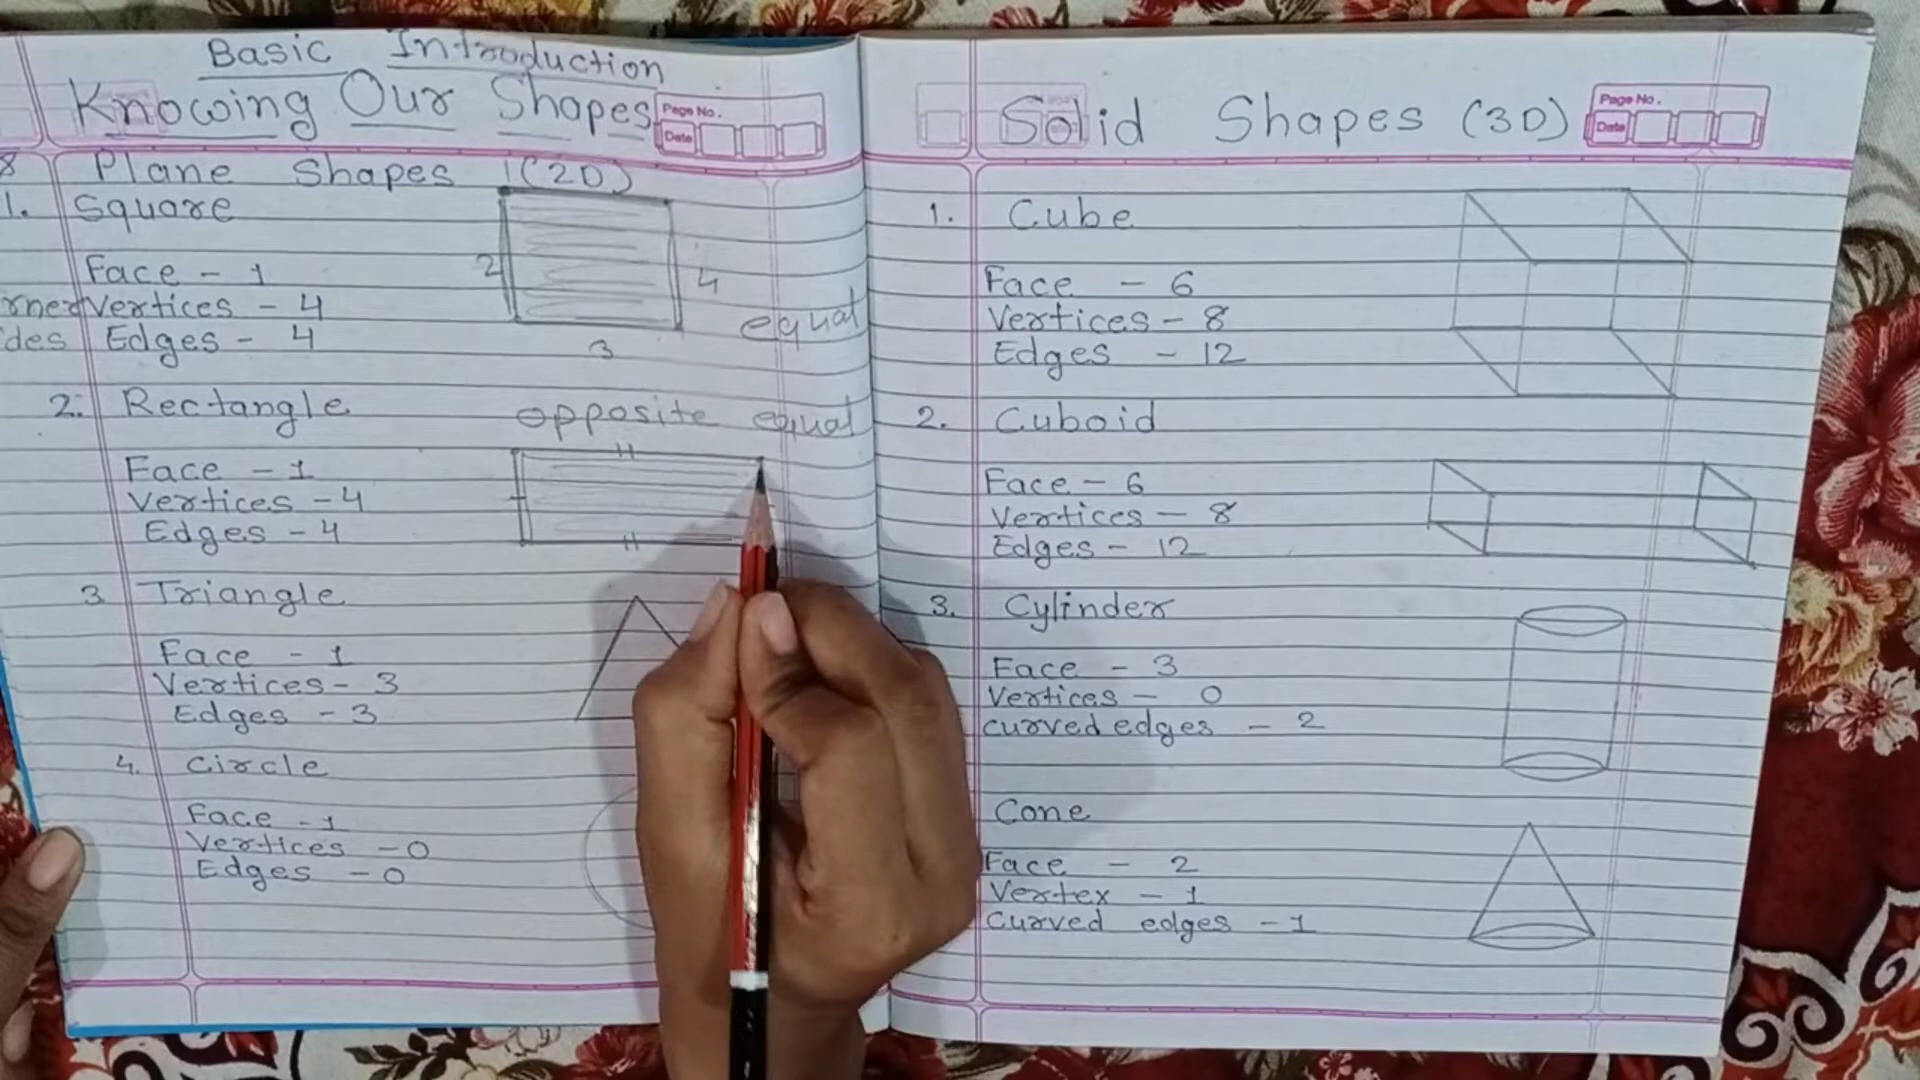 Basic Introduction
Knowing Our Shapes
Page No.
Date
Plane Shapes (2D)
1. Square
Face - 1
Vertices - 4
Edges - 4
2
4
3
equal
2. Rectangle
opposite equal
Face - 1
Vertices - 4
Edges - 4
3 Triangle
Face - 1
Vertices - 3
Edges - 3
4. Circle
Face - 1
Vertices - 0
Edges - 0
Solid Shapes (3D)
Page No.
Date
1. Cube
Face - 6
Vertices - 8
Edges - 12
2. Cuboid
Face - 6
Vertices - 8
Edges - 12
3. Cylinder
Face - 3
Vertices - 0
curved edges - 2
Cone
Face - 2
Vertex - 1
Curved edges - 1